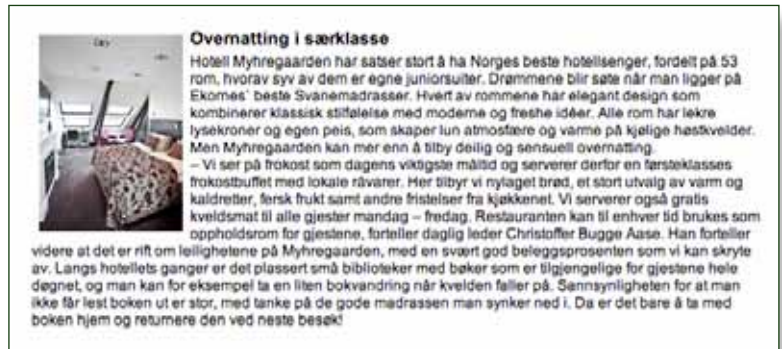 Overnatting i særklasse
Hotell Myhregaarden har satser stort å ha Norges beste hotellsenger, fordelt på 53
rom, hvorav syv av dem er egne juniorsuiter. Drømmene blir søte når man ligger på
Ekornes` beste Svanemadrasser. Hvert av rommene har elegant design som
kombinerer klassisk stilfølelse med moderne og freshe idéer. Alle rom har lekre
lysekroner og egen peis, som skaper lun atmosfære og varme på kjølige høstkvelder.
Men Myhregaarden kan mer enn å tilby deilig og sensuell overnatting.
– Vi ser på frokost som dagens viktigste måltid og serverer derfor en førsteklasses
frokostbuffet med lokale råvarer. Her tilbyr vi nylaget brød, et stort utvalg av varm og
kaldretter, fersk frukt samt andre fristelser fra kjøkkenet. Vi serverer også gratis
kveldsmat til alle gjester mandag – fredag. Restauranten kan til enhver tid brukes som
oppholdsrom for gjestene, forteller daglig leder Christoffer Bugge Aase. Han forteller
videre at det er rift om leilighetene på Myhregaarden, med en svært god beleggsprosenten som vi kan skryte
av. Langs hotellets ganger er det plassert små biblioteker med bøker som er tilgjengelige for gjestene hele
døgnet, og man kan for eksempel ta en liten bokvandring når kvelden faller på. Sannsynligheten for at man
ikke får lest boken ut er stor, med tanke på de gode madrassen man synker ned i. Da er det bare å ta med
boken hjem og returnere den ved neste besøk!